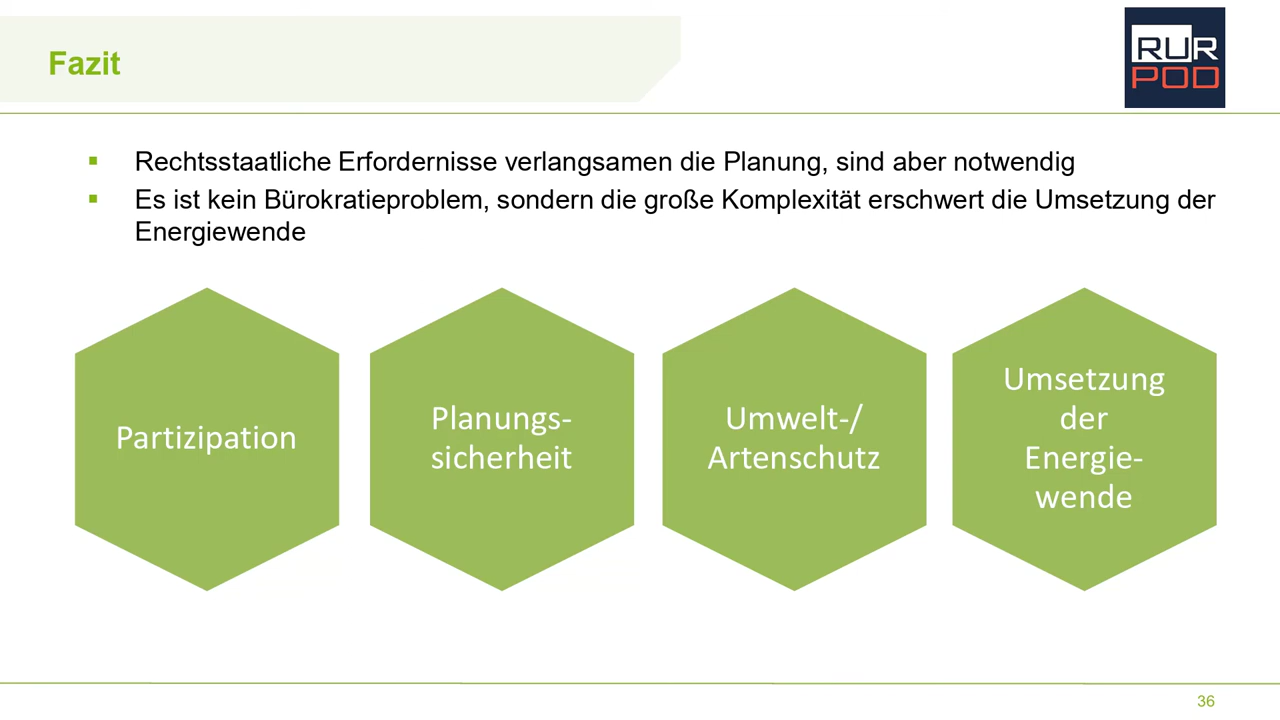 Fazit
RUR
POD
▪ Rechtsstaatliche Erfordernisse verlangsamen die Planung, sind aber notwendig
▪ Es ist kein Bürokratieproblem, sondern die große Komplexität erschwert die Umsetzung der
Energiewende
Partizipation
Planungs-
sicherheit
Umwelt-/
Artenschutz
Umsetzung
der
Energie-
wende
36